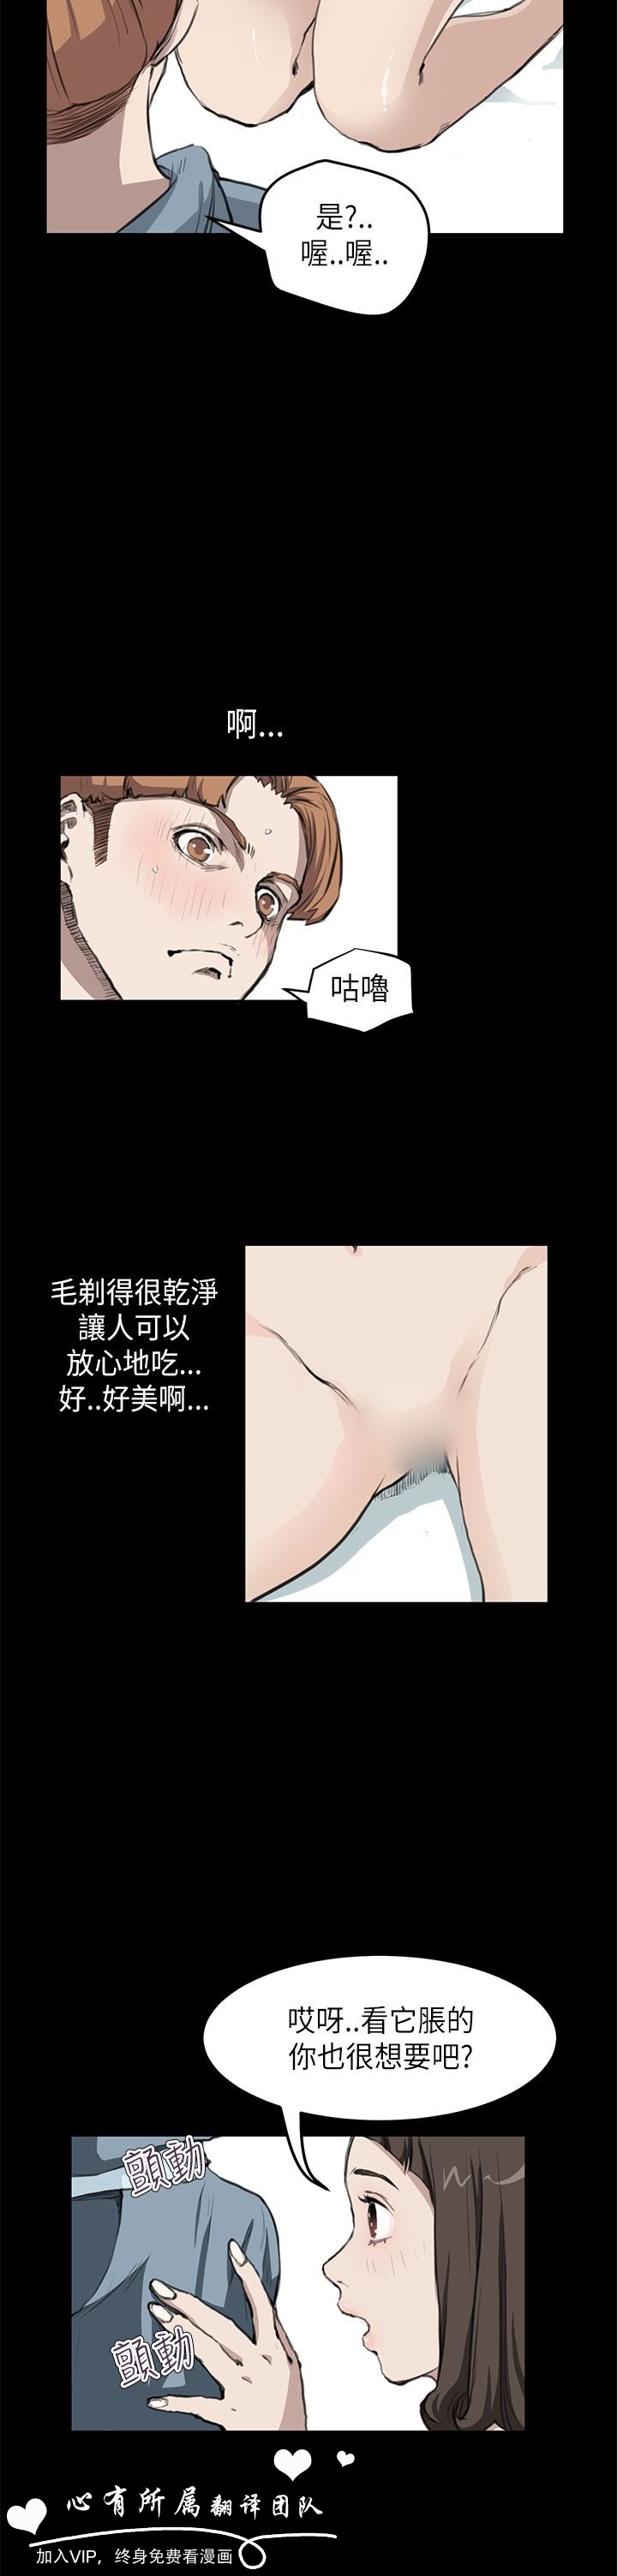 是?..
喔..喔..
啊...
咕嚕
毛剃得很乾淨
讓人可以
放心地吃...
好..好美啊...
哎呀..看它脹的
你也很想要吧?
顫動
顫動
心有所属翻译团队
加入VIP，终身免费看漫画